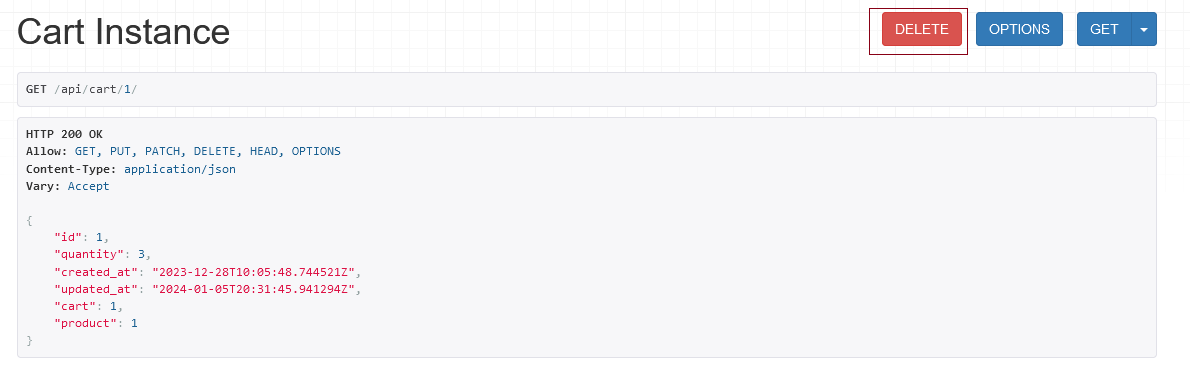 Cart Instance
DELETE
OPTIONS
GET
GET /api/cart/1/
HTTP 200 OK
Allow: GET, PUT, PATCH, DELETE, HEAD, OPTIONS
Content-Type: application/json
Vary: Accept
{
    "id": 1,
    "quantity": 3,
    "created_at": "2023-12-28T10:05:48.744521Z",
    "updated_at": "2024-01-05T20:31:45.941294Z",
    "cart": 1,
    "product": 1
}